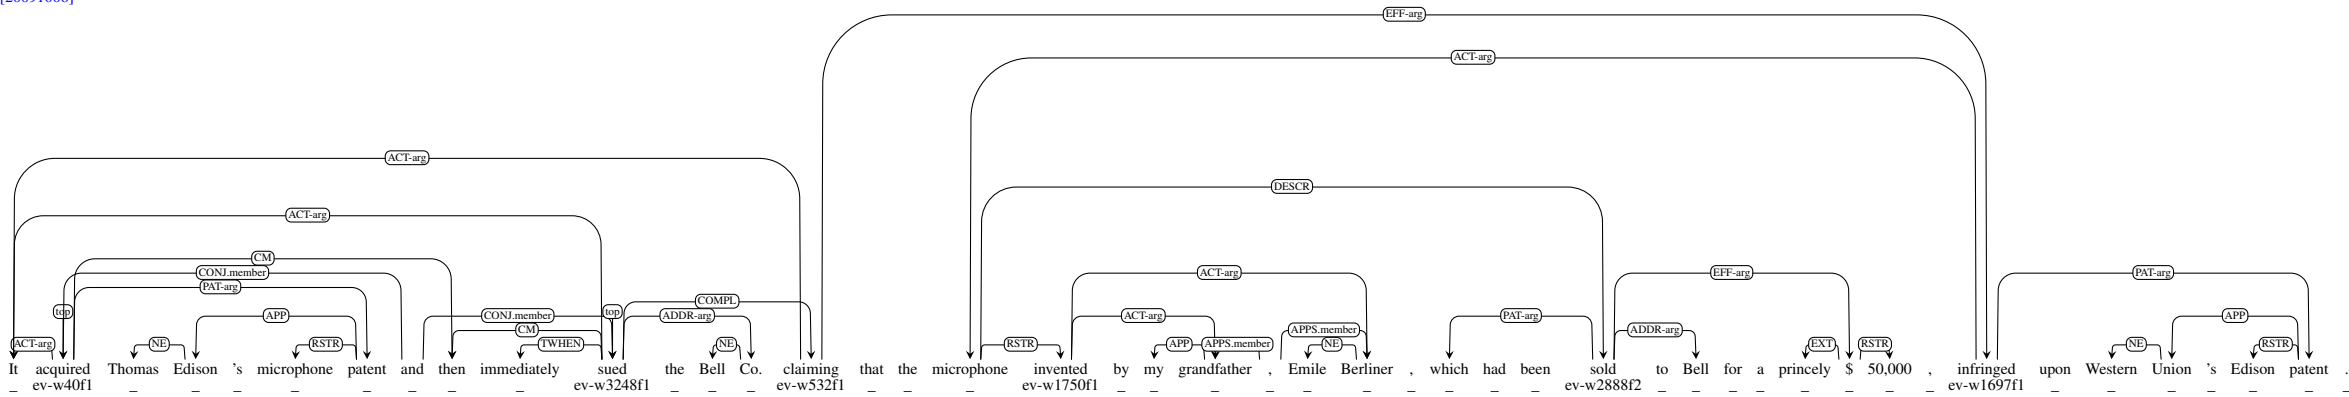 EFF-arg
ACT-arg
ACT-arg
DESCR
ACT-arg
CM
CONJ.member ACT-arg EFF-arg PAT-arg
PAT-arg
COMPL
top APP CONJ.member top ADDR-arg ACT-arg PAT-arg APP
CM APPS.member ADDR-arg
ACT-arg NE RSTR TWHEN NE RSTR APP APPS.member NE EXT RSTR NE RSTR
It acquired Thomas Edison 's microphone patent and then immediately sued the Bell Co. claiming that the microphone invented by my grandfather , Emile Berliner , which had been sold to Bell for a princely $ 50,000 , infringed upon Western Union 's Edison patent .
_ ev-w40f1 _ _ _ _ _ _ _ _ ev-w3248f1 _ _ _ ev-w532f1 _ _ _ ev-w1750f1 _ _ _ _ _ _ _ _ _ _ ev-w2888f2 _ _ _ _ _ _ _ _ ev-w1697f1 _ _ _ _ _ _ _